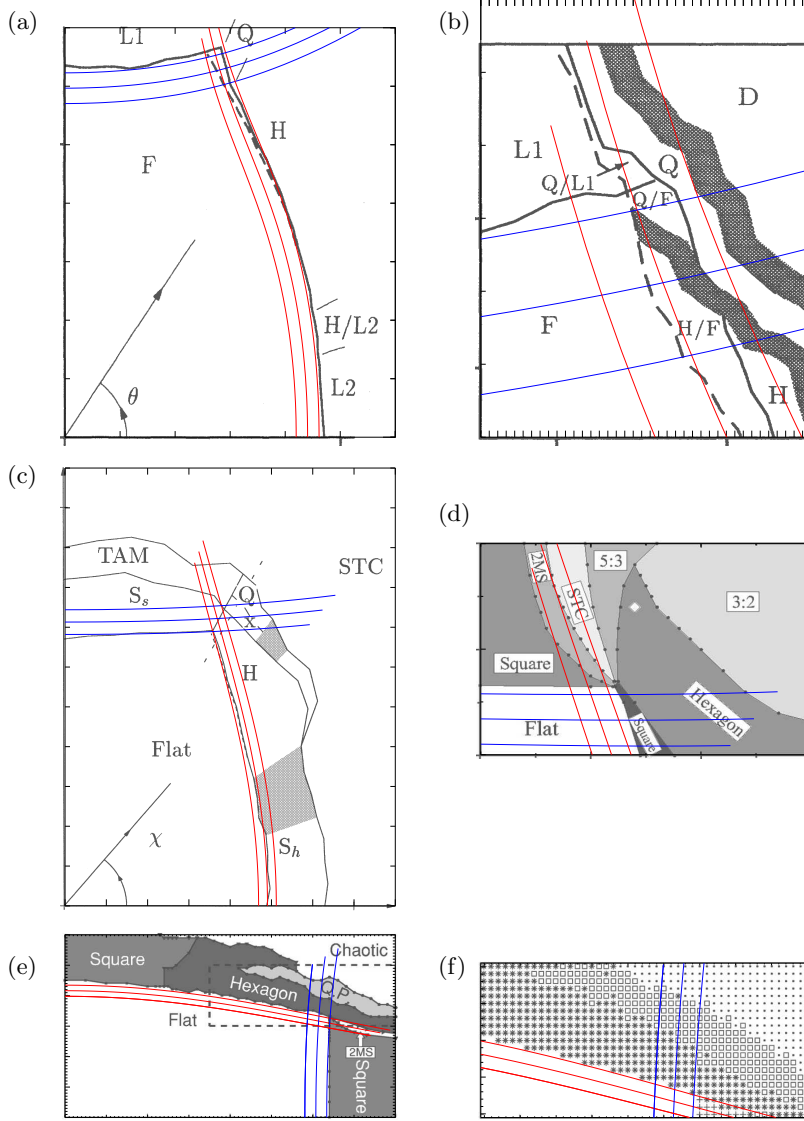 (a)
L1
Q
H
F
H/L2
L2
θ
(b)
D
L1
Q
Q/L1
Q/F
F
H/F
H
(c)
TAM
STC
S_s
Q
X
H
Flat
χ
S_h
(d)
2MS
5:3
STC
3:2
Square
Hexagon
Flat
Square
(e)
Square
Chaotic
Hexagon
Q.P
Flat
2MS
Square
(f)